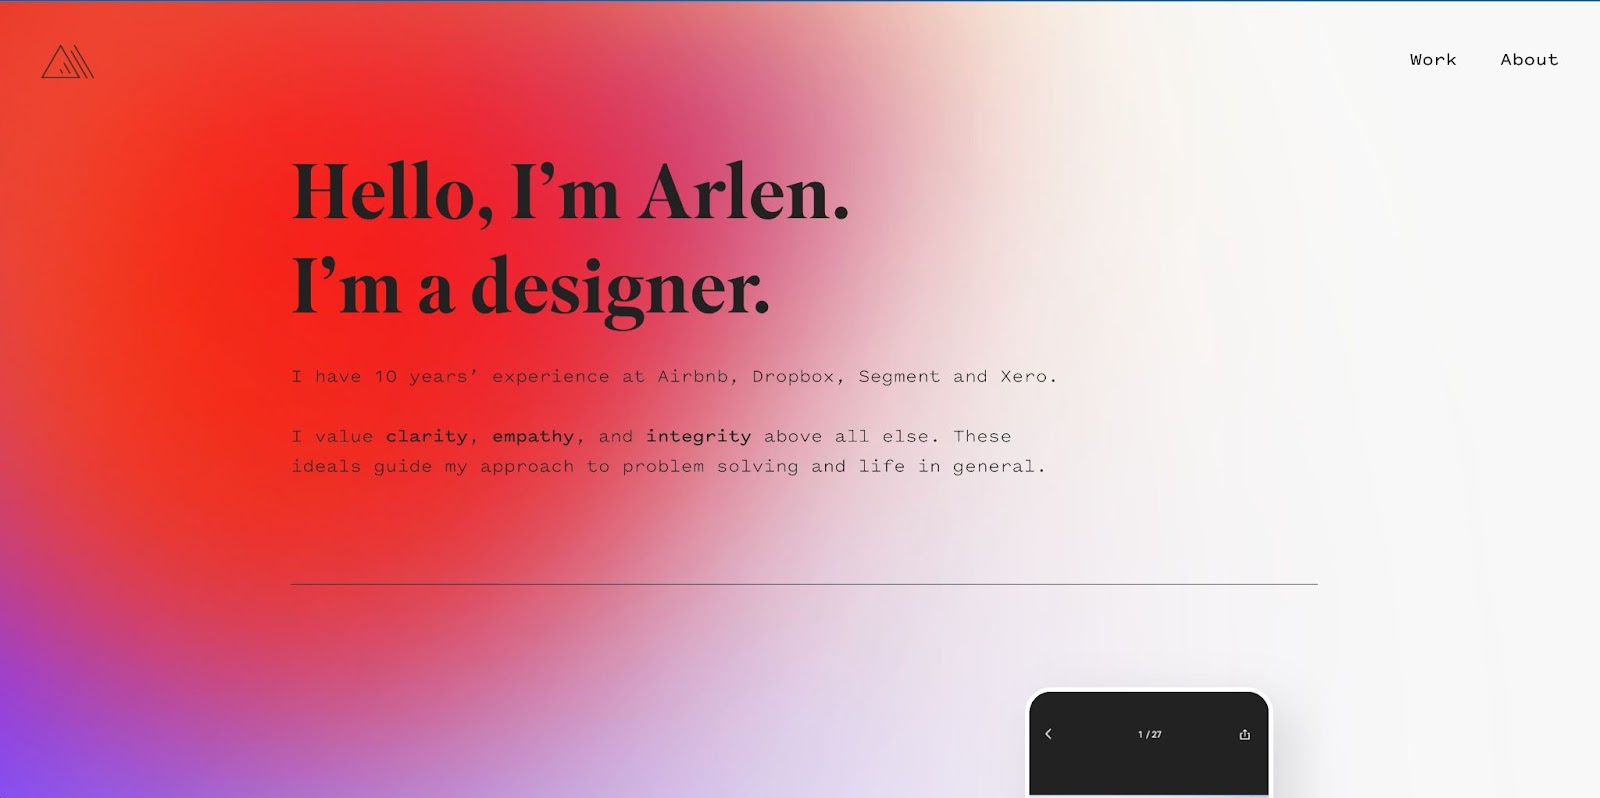 Work About
Hello, I’m Arlen.
I’m a designer.
I have 10 years’ experience at Airbnb, Dropbox, Segment and Xero.
I value clarity, empathy, and integrity above all else. These
ideals guide my approach to problem solving and life in general.
1 / 27